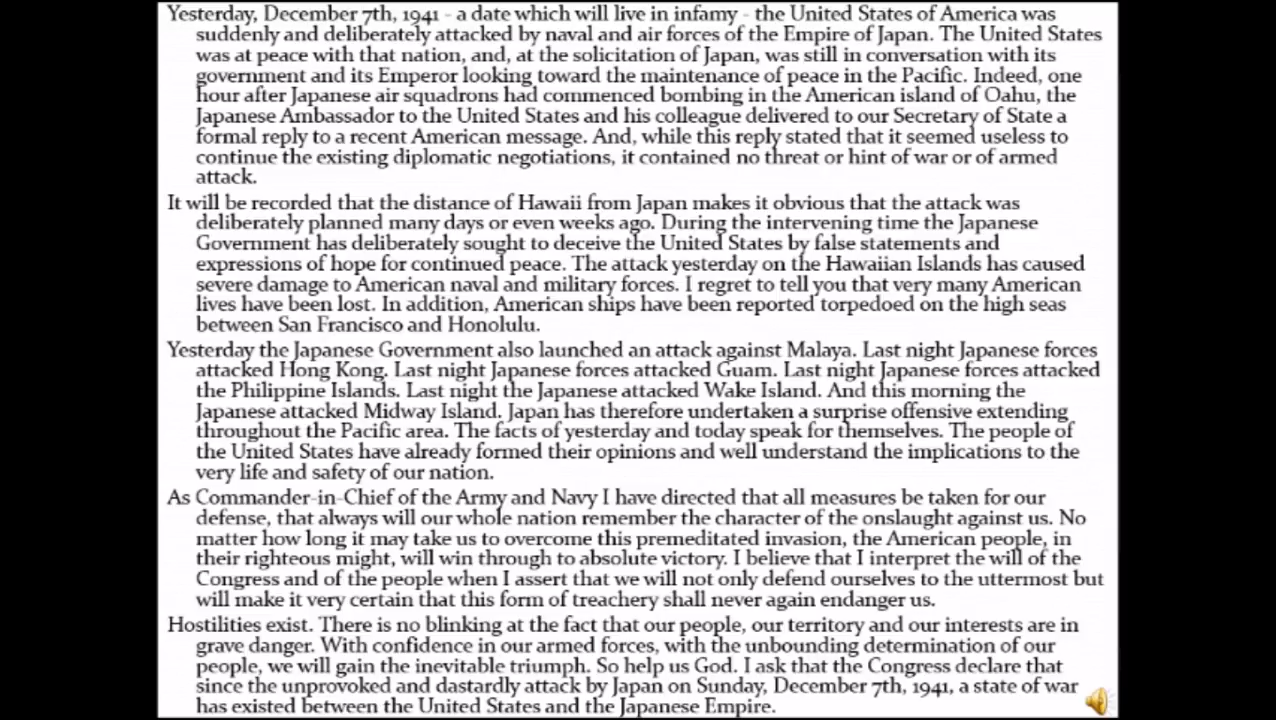 Yesterday, December 7th, 1941 - a date which will live in infamy - the United States of America was
suddenly and deliberately attacked by naval and air forces of the Empire of Japan. The United States
was at peace with that nation, and, at the solicitation of Japan, was still in conversation with its
government and its Emperor looking toward the maintenance of peace in the Pacific. Indeed, one
hour after Japanese air squadrons had commenced bombing in the American island of Oahu, the
Japanese Ambassador to the United States and his colleague delivered to our Secretary of State a
formal reply to a recent American message. And, while this reply stated that it seemed useless to
continue the existing diplomatic negotiations, it contained no threat or hint of war or of armed
attack.
It will be recorded that the distance of Hawaii from Japan makes it obvious that the attack was
deliberately planned many days or even weeks ago. During the intervening time the Japanese
Government has deliberately sought to deceive the United States by false statements and
expressions of hope for continued peace. The attack yesterday on the Hawaiian Islands has caused
severe damage to American naval and military forces. I regret to tell you that very many American
lives have been lost. In addition, American ships have been reported torpedoed on the high seas
between San Francisco and Honolulu.
Yesterday the Japanese Government also launched an attack against Malaya. Last night Japanese forces
attacked Hong Kong. Last night Japanese forces attacked Guam. Last night Japanese forces attacked
the Philippine Islands. Last night the Japanese attacked Wake Island. And this morning the
Japanese attacked Midway Island. Japan has therefore undertaken a surprise offensive extending
throughout the Pacific area. The facts of yesterday and today speak for themselves. The people of
the United States have already formed their opinions and well understand the implications to the
very life and safety of our nation.
As Commander-in-Chief of the Army and Navy I have directed that all measures be taken for our
defense, that always will our whole nation remember the character of the onslaught against us. No
matter how long it may take us to overcome this premeditated invasion, the American people, in
their righteous might, will win through to absolute victory. I believe that I interpret the will of the
Congress and of the people when I assert that we will not only defend ourselves to the uttermost but
will make it very certain that this form of treachery shall never again endanger us.
Hostilities exist. There is no blinking at the fact that our people, our territory and our interests are in
grave danger. With confidence in our armed forces, with the unbounding determination of our
people, we will gain the inevitable triumph. So help us God. I ask that the Congress declare that
since the unprovoked and dastardly attack by Japan on Sunday, December 7th, 1941, a state of war
has existed between the United States and the Japanese Empire.